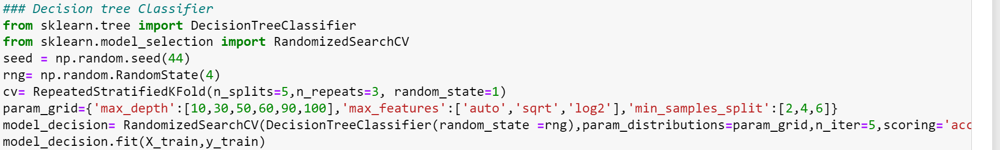 ### Decision tree Classifier
from sklearn.tree import DecisionTreeClassifier
from sklearn.model_selection import RandomizedSearchCV
seed = np.random.seed(44)
rng= np.random.RandomState(4)
cv= RepeatedStratifiedKFold(n_splits=5,n_repeats=3, random_state=1)
param_grid={'max_depth':[10,30,50,60,90,100],'max_features':['auto','sqrt','log2'],'min_samples_split':[2,4,6]}
model_decision= RandomizedSearchCV(DecisionTreeClassifier(random_state =rng),param_distributions=param_grid,n_iter=5,scoring='acc
model_decision.fit(X_train,y_train)